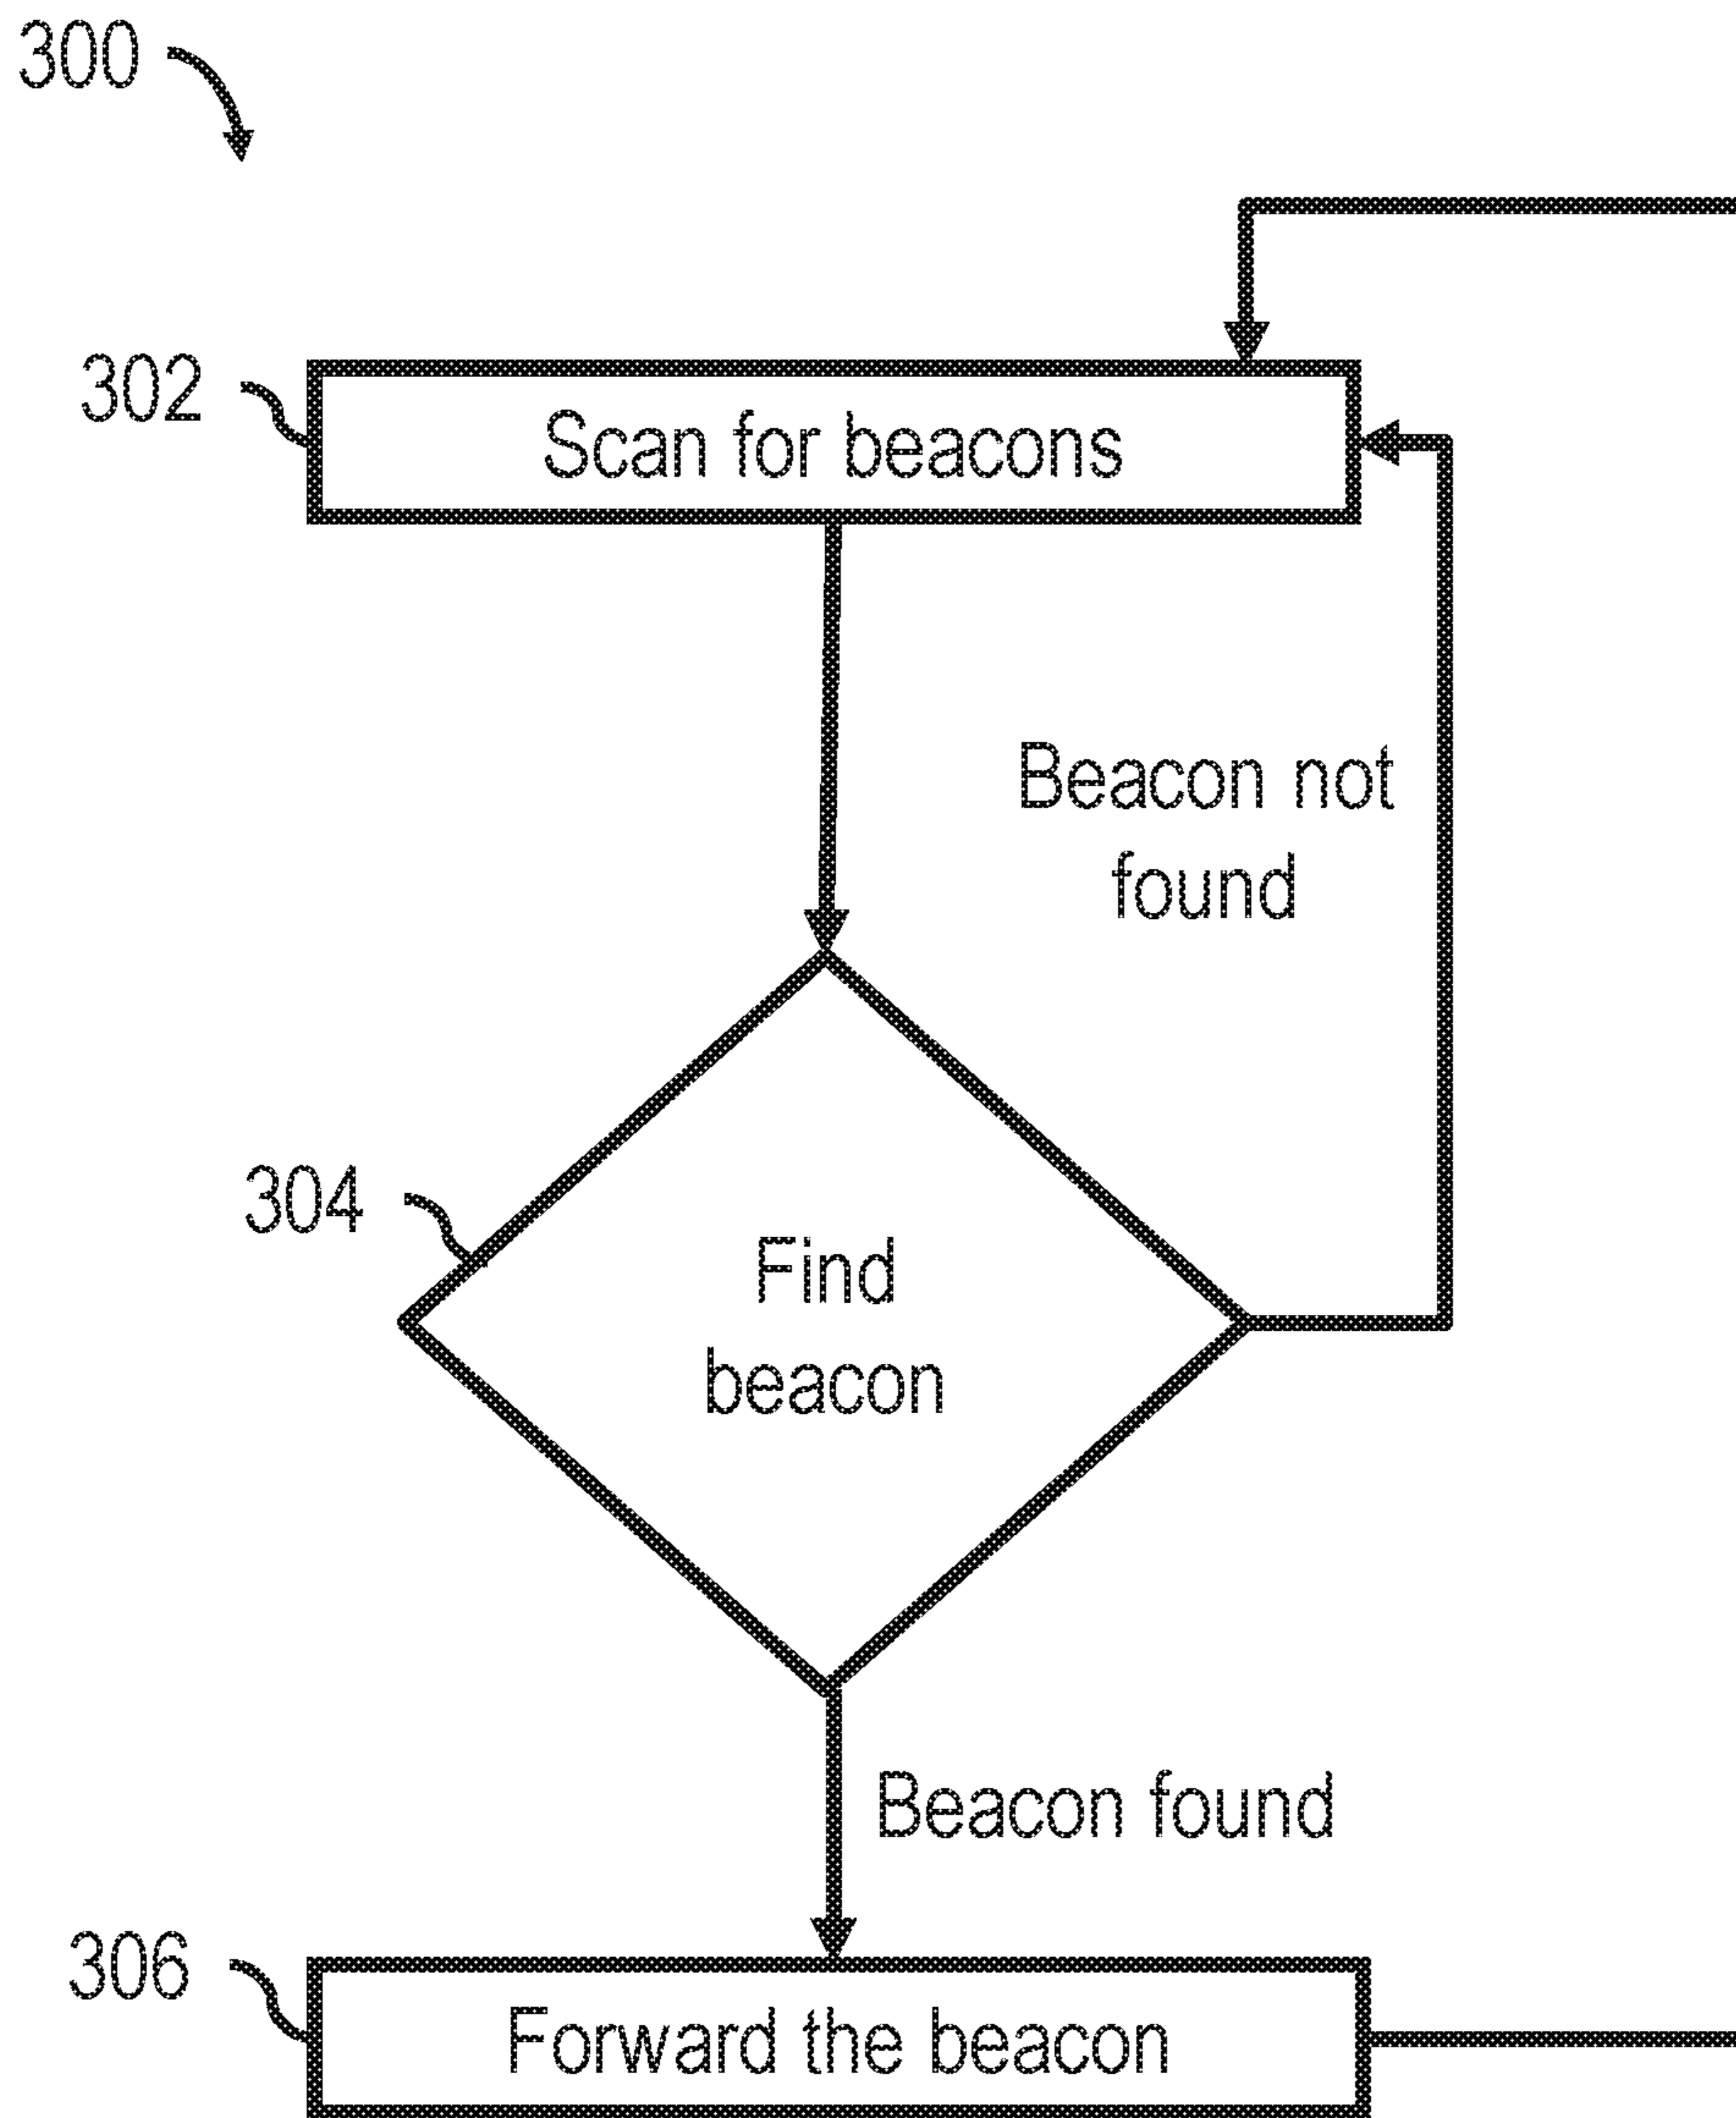 300
302
Scan for beacons
Beacon not
found
304
Find
beacon
Beacon found
306
Forward the beacon